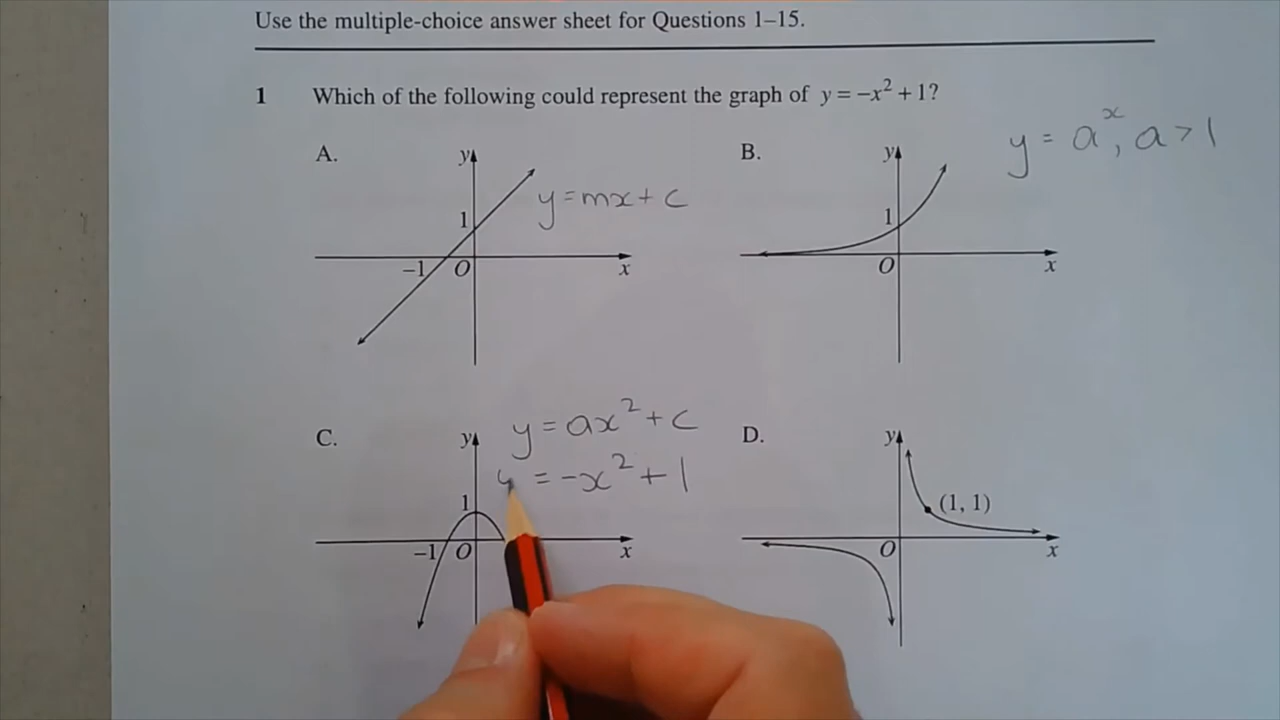 Use the multiple-choice answer sheet for Questions 1–15.
1 Which of the following could represent the graph of y = −x² + 1?
y = aˣ, a > 1
A.
y
y = mx + c
1
−1
O
x
B.
y
1
O
x
C.
y
y = ax² + c
y = -x² + 1
1
−1
O
x
D.
y
(1, 1)
O
x